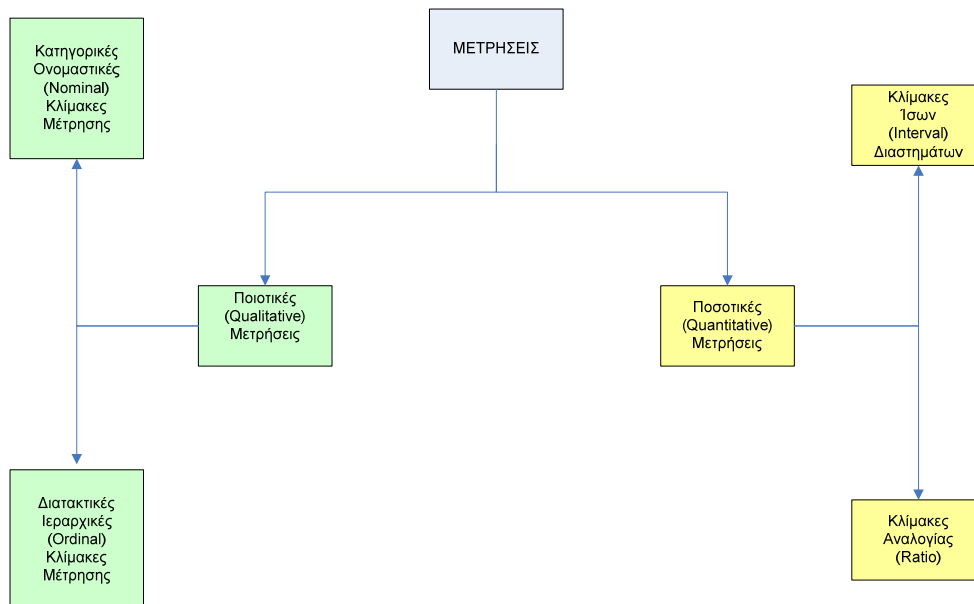 Κατηγορικές
Ονομαστικές
(Nominal)
Κλίμακες
Μέτρησης
ΜΕΤΡΗΣΕΙΣ
Κλίμακες
Ίσων
(Interval)
Διαστημάτων
Ποιοτικές
(Qualitative)
Μετρήσεις
Ποσοτικές
(Quantitative)
Μετρήσεις
Διατακτικές
Ιεραρχικές
(Ordinal)
Κλίμακες
Μέτρησης
Κλίμακες
Αναλογίας
(Ratio)